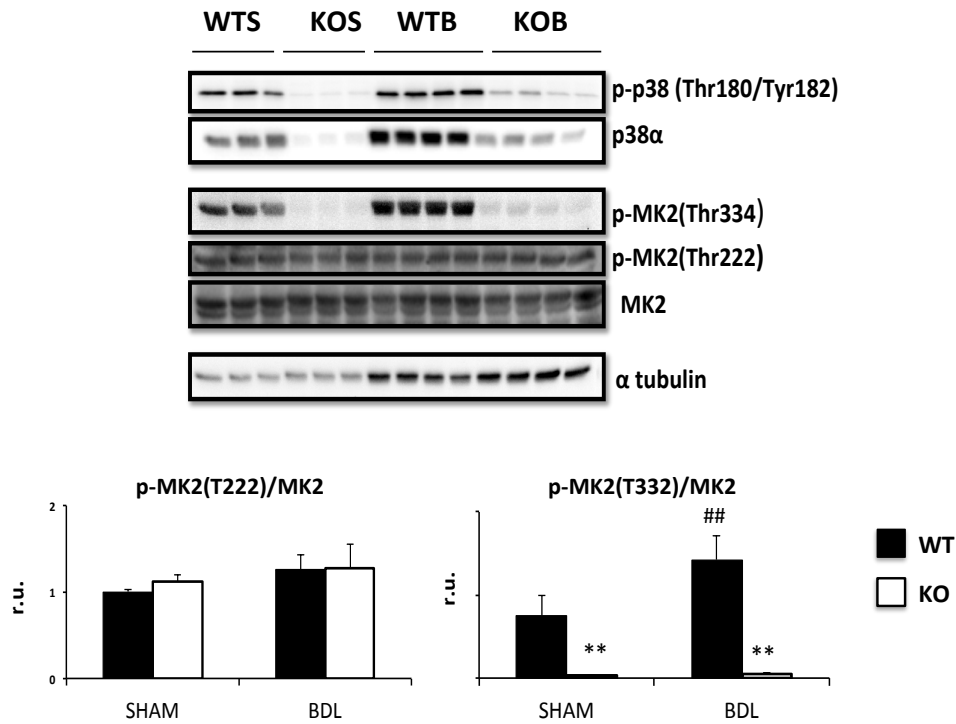 WTS KOS WTB KOB
p-p38 (Thr180/Tyr182)
p38α
p-MK2(Thr334)
p-MK2(Thr222)
MK2
α tubulin
p-MK2(T222)/MK2
2
1
0
r.u.
SHAM BDL
p-MK2(T332)/MK2
##
r.u.
** **
SHAM BDL
WT
KO